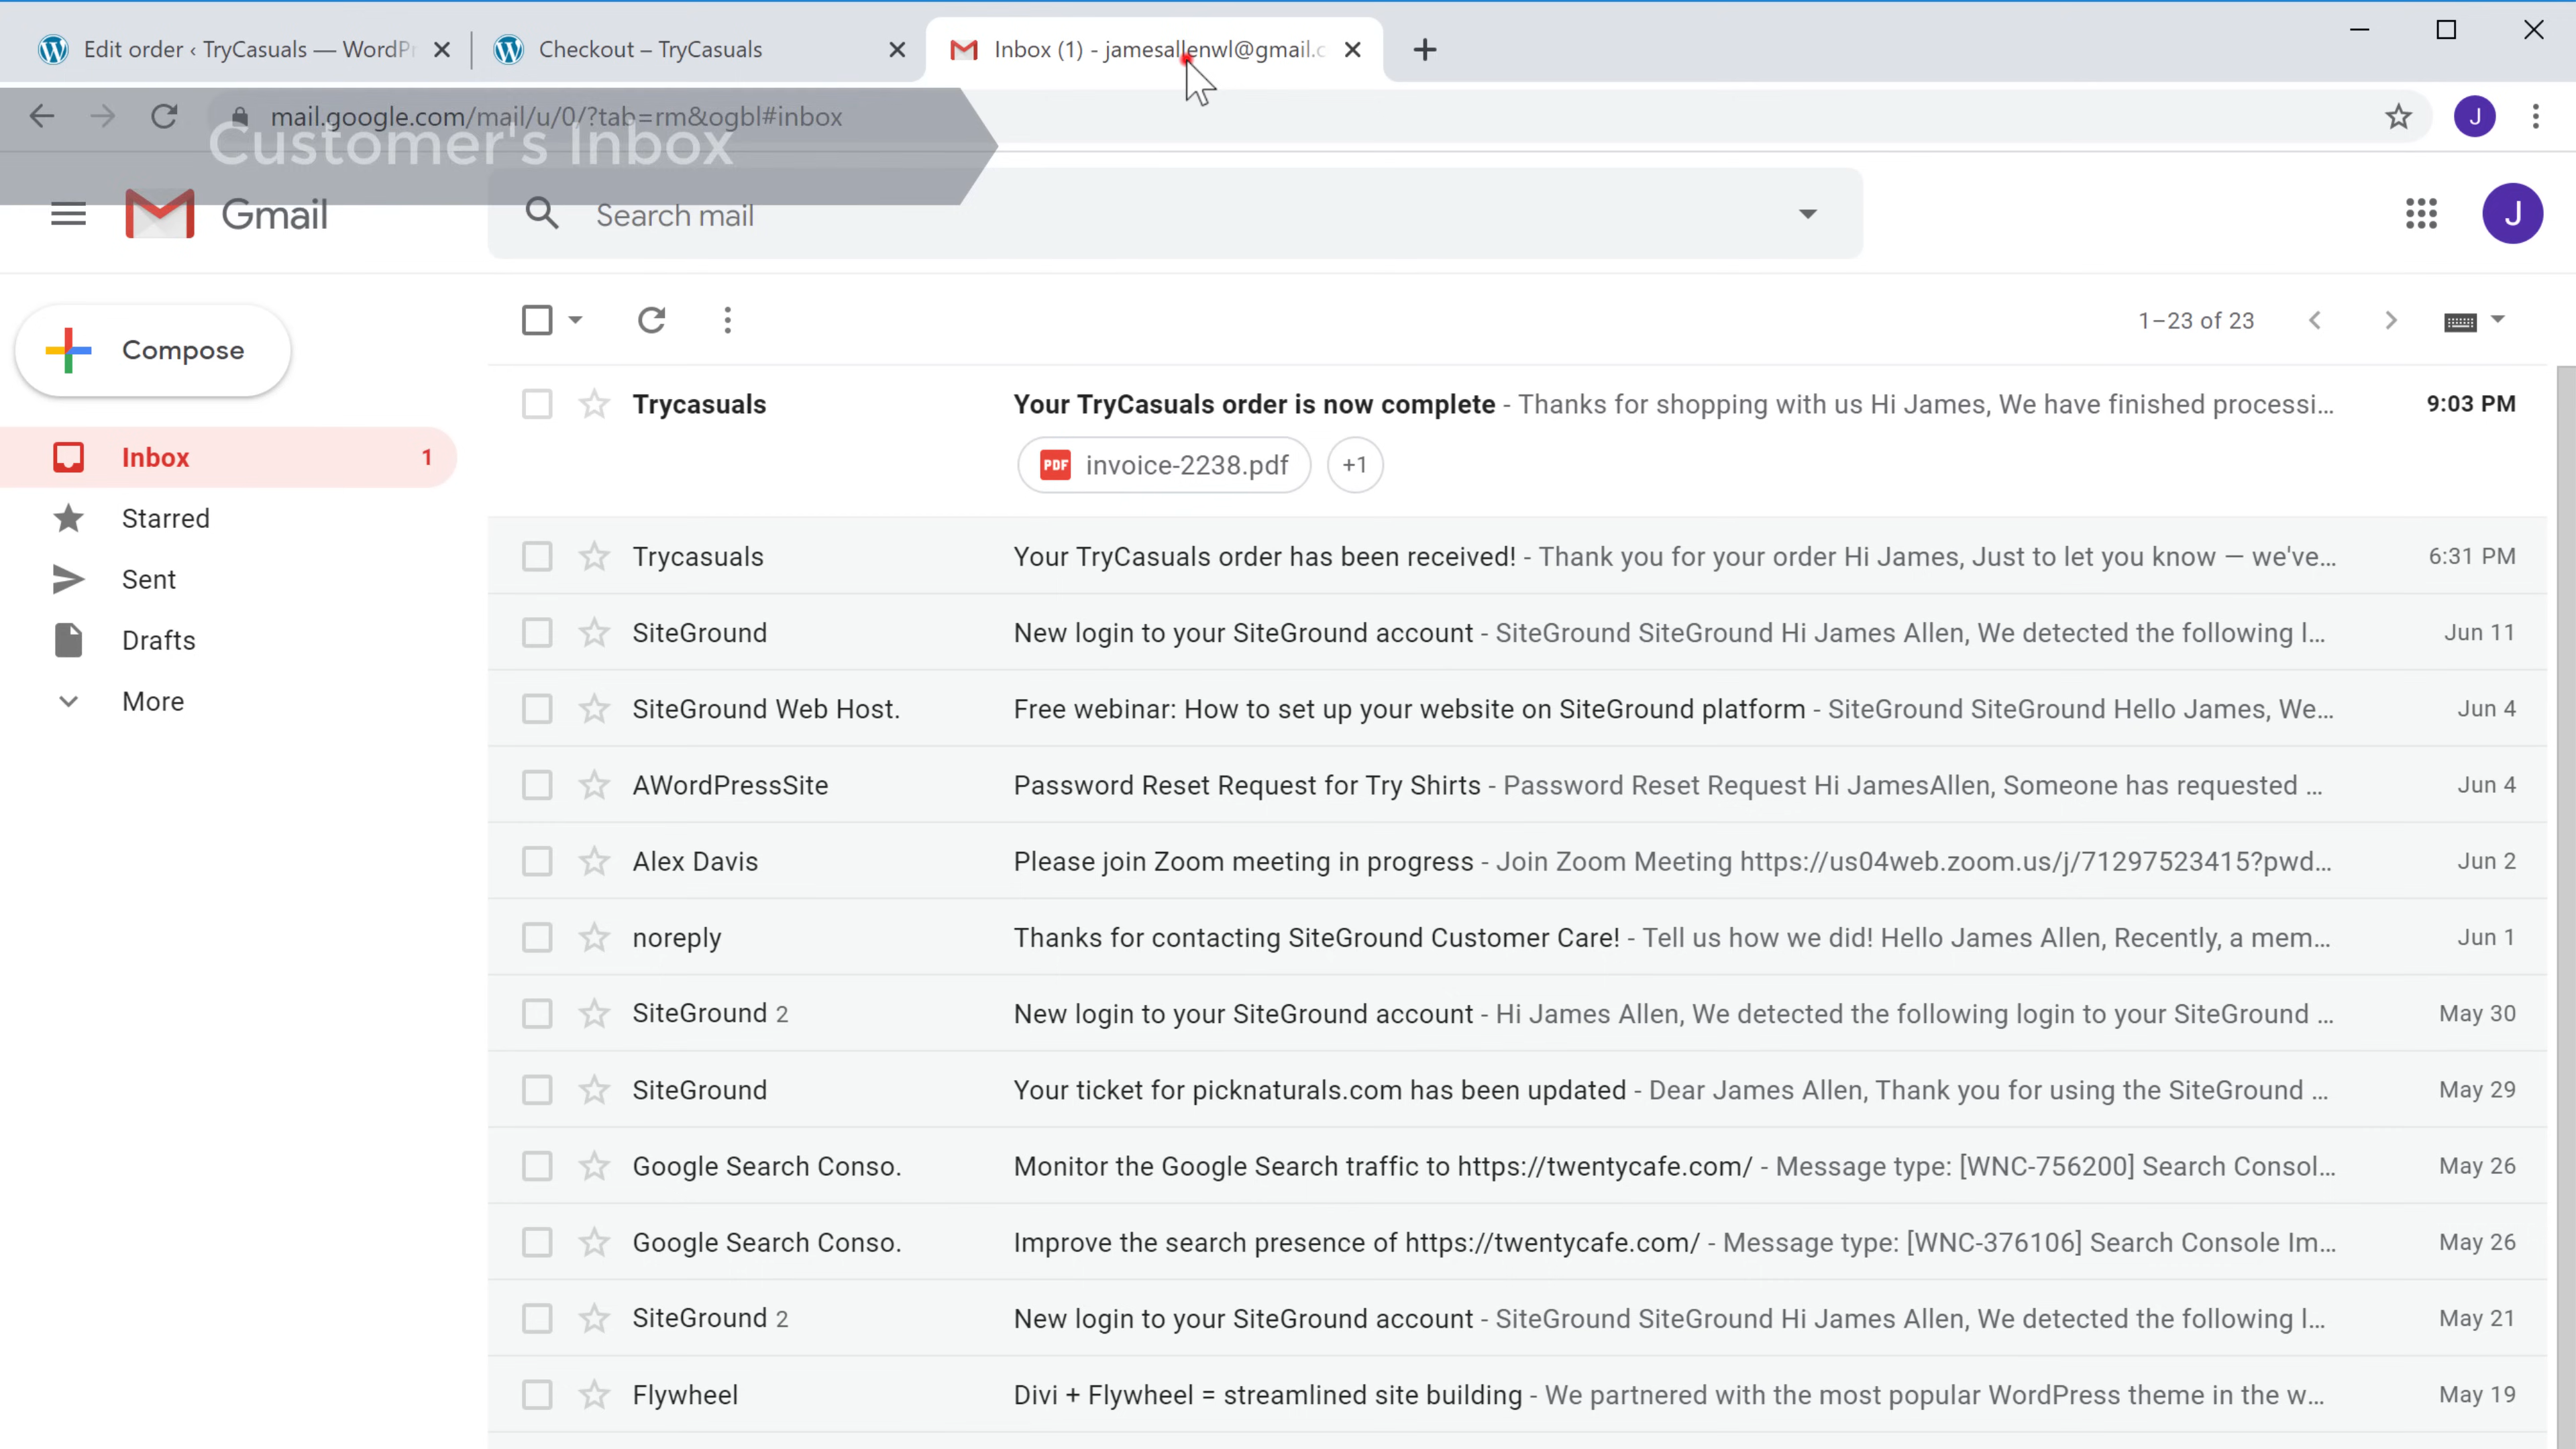 Edit order ‹ TryCasuals — WordPr
Checkout – TryCasuals
Inbox (1) - jamesallenwl@gmail.c
mail.google.com/mail/u/0/?tab=rm&ogbl#inbox
Customer's Inbox
J
Gmail
Search mail
J
Compose
1–23 of 23
Inbox 1
Starred
Sent
Drafts
More
Trycasuals Your TryCasuals order is now complete - Thanks for shopping with us Hi James, We have finished processi... 9:03 PM
PDF invoice-2238.pdf +1
Trycasuals Your TryCasuals order has been received! - Thank you for your order Hi James, Just to let you know — we've... 6:31 PM
SiteGround New login to your SiteGround account - SiteGround SiteGround Hi James Allen, We detected the following l... Jun 11
SiteGround Web Host. Free webinar: How to set up your website on SiteGround platform - SiteGround SiteGround Hello James, We... Jun 4
AWordPressSite Password Reset Request for Try Shirts - Password Reset Request Hi JamesAllen, Someone has requested ... Jun 4
Alex Davis Please join Zoom meeting in progress - Join Zoom Meeting https://us04web.zoom.us/j/71297523415?pwd... Jun 2
noreply Thanks for contacting SiteGround Customer Care! - Tell us how we did! Hello James Allen, Recently, a mem... Jun 1
SiteGround 2 New login to your SiteGround account - Hi James Allen, We detected the following login to your SiteGround ... May 30
SiteGround Your ticket for picknaturals.com has been updated - Dear James Allen, Thank you for using the SiteGround ... May 29
Google Search Conso. Monitor the Google Search traffic to https://twentycafe.com/ - Message type: [WNC-756200] Search Consol... May 26
Google Search Conso. Improve the search presence of https://twentycafe.com/ - Message type: [WNC-376106] Search Console Im... May 26
SiteGround 2 New login to your SiteGround account - SiteGround SiteGround Hi James Allen, We detected the following l... May 21
Flywheel Divi + Flywheel = streamlined site building - We partnered with the most popular WordPress theme in the w... May 19